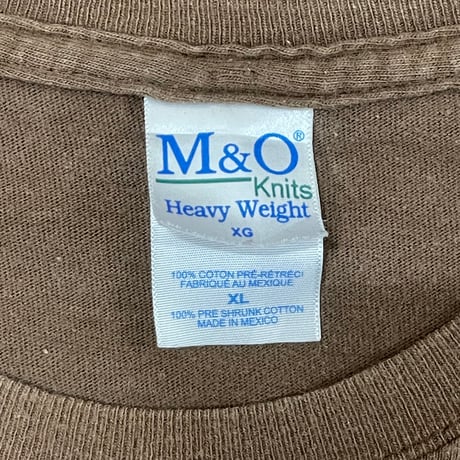 M&O®
Knits
Heavy Weight
XG
100% COTON PRÉ-RÉTRÉCI
FABRIQUÉ AU MEXIQUE
XL
100% PRE SHRUNK COTTON
MADE IN MEXICO